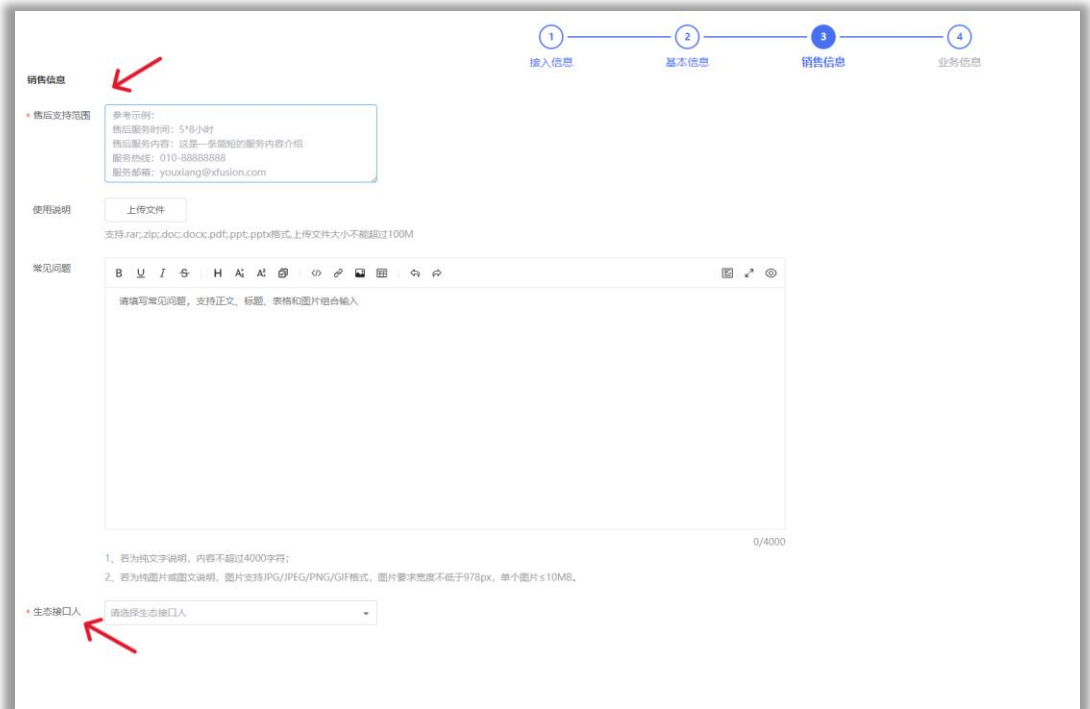 1 2 3 4
接入信息 基本信息 销售信息 业务信息
销售信息
* 售后支持范围
参考示例：
售后服务时间：5*8小时
售后服务内容：这是一条简短的服务内容介绍
服务热线：010-88888888
服务邮箱：youxiang@xfusion.com
使用说明 上传文件
支持.rar;.zip;.doc;.docx;.pdf;.ppt;.pptx格式,上传文件大小不能超过100M
常见问题
B U I S H A A
请填写常见问题，支持正文、标题、表格和图片组合输入
0/4000
1、若为纯文字说明，内容不超过4000字符；
2、若为纯图片或图文说明，图片支持JPG/JPEG/PNG/GIF格式，图片要求宽度不低于978px，单个图片≤10MB。
* 生态接口人 请选择生态接口人